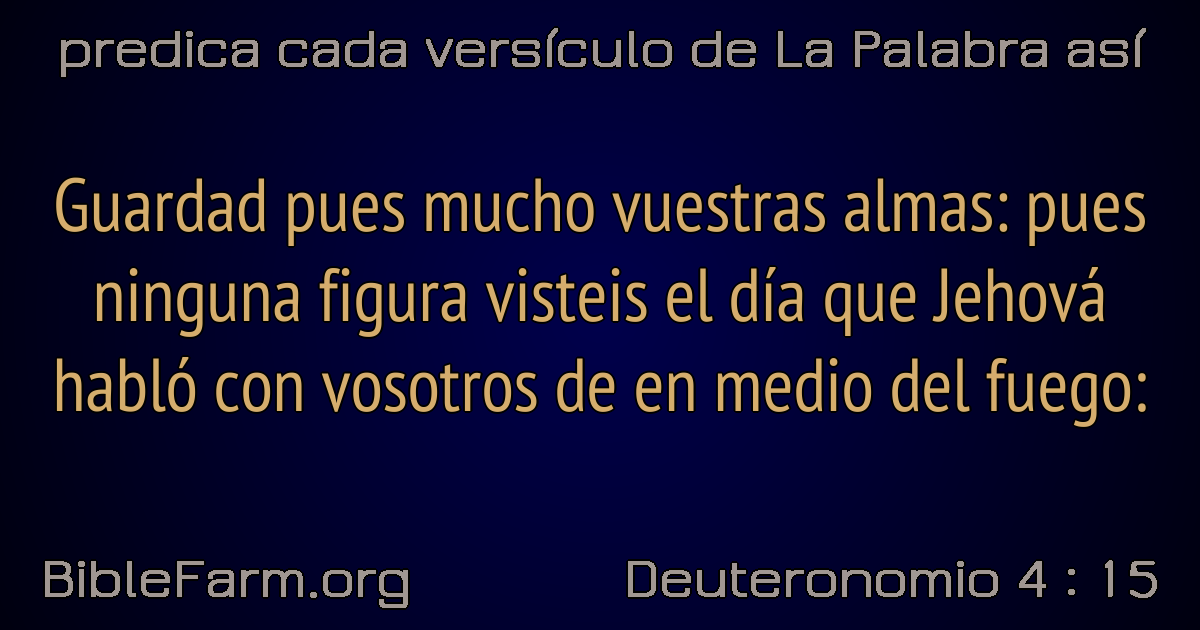 predica cada versículo de La Palabra así
Guardad pues mucho vuestras almas: pues
ninguna figura visteis el día que Jehová
habló con vosotros de en medio del fuego:
BibleFarm.org
Deuteronomio 4 : 15